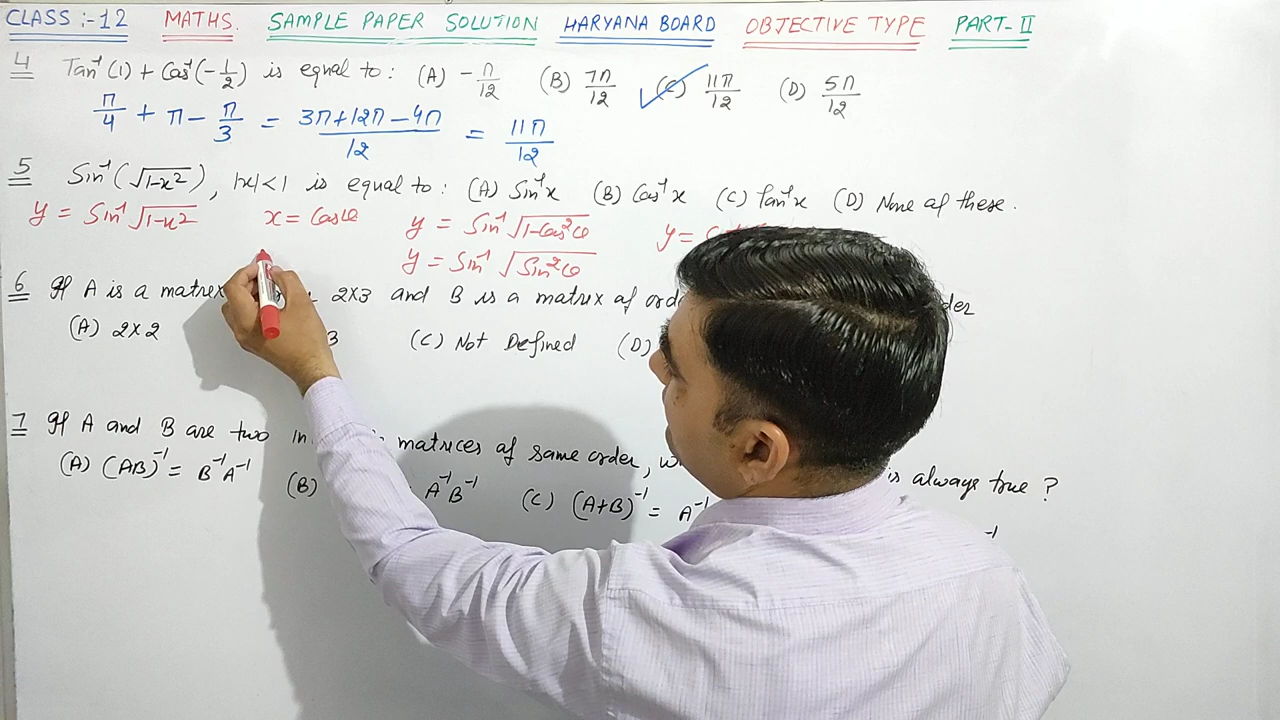 CLASS :- 12 MATHS. SAMPLE PAPER SOLUTION HARYANA BOARD OBJECTIVE TYPE PART- II
4 Tan⁻¹(1) + Cos⁻¹(-1/2) is equal to : (A) -π/12 (B) 7π/12 (C) 11π/12 (D) 5π/12
π/4 + π - π/3 = 3π+12π-4π/12 = 11π/12
5 Sin⁻¹(√1-x²), |x|<1 is equal to : (A) Sin⁻¹x (B) Cos⁻¹x (C) Tan⁻¹x (D) None of these.
y = Sin⁻¹√1-x² x = Cosθ y = Sin⁻¹√1-Cos²θ y =
y = Sin⁻¹√Sin²θ
6 If A is a matrix 2x3 and B is a matrix of
(A) 2x2 3 (C) Not Defined (D)
7 If A and B are two matrices of same order, is always true ?
(A) (AB)⁻¹ = B⁻¹A⁻¹ (B) A⁻¹B⁻¹ (C) (A+B)⁻¹ = A⁻¹